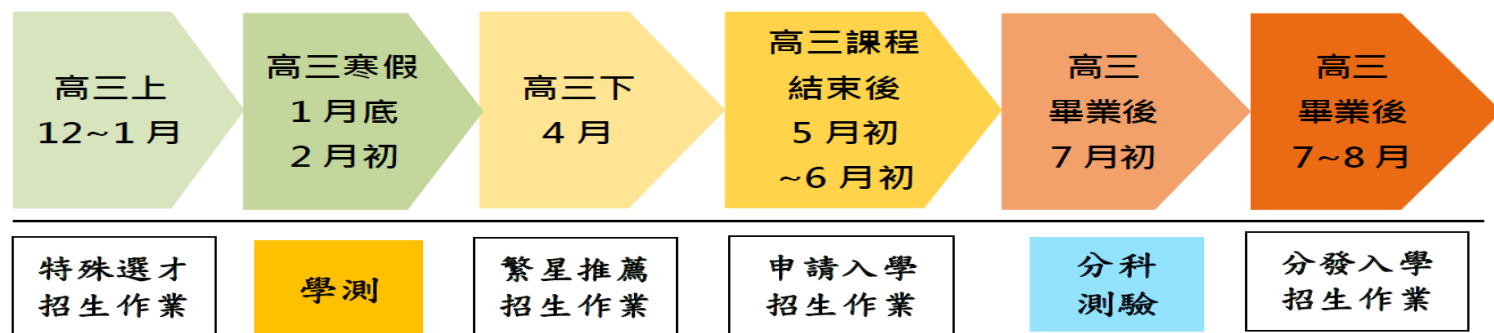 高三上
12~1 月
高三寒假
1 月底
2 月初
高三下
4 月
高三課程
結束後
5 月初
~6 月初
高三
畢業後
7 月初
高三
畢業後
7~8 月
特殊選才
招生作業
學測
繁星推薦
招生作業
申請入學
招生作業
分科
測驗
分發入學
招生作業